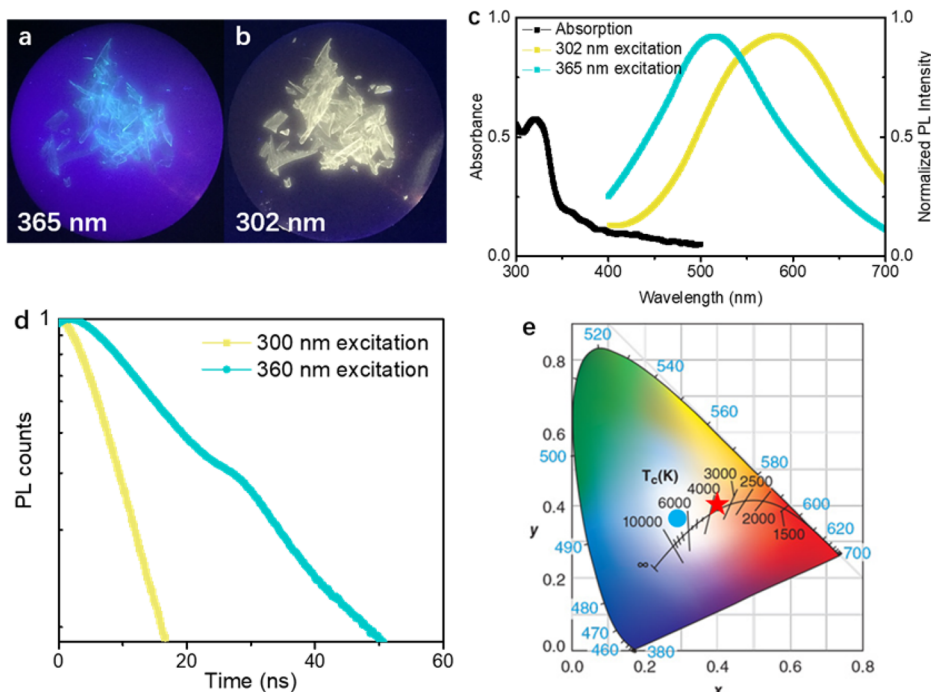 a
365 nm
b
302 nm
c
Absorption
302 nm excitation
365 nm excitation
Absorbance
Normalized PL Intensity
1.0
0.5
0.0
1.0
0.5
0.0
300
400
500
600
700
Wavelength (nm)
d
1
300 nm excitation
360 nm excitation
PL counts
0
20
40
60
Time (ns)
e
0.8
0.6
0.4
0.2
0.0
y
0.0
0.2
0.4
0.6
0.8
x
520
540
560
580
600
620
700
500
490
480
470
460
380
Tc(K)
3000
2500
4000
6000
10000
2000
1500
∞